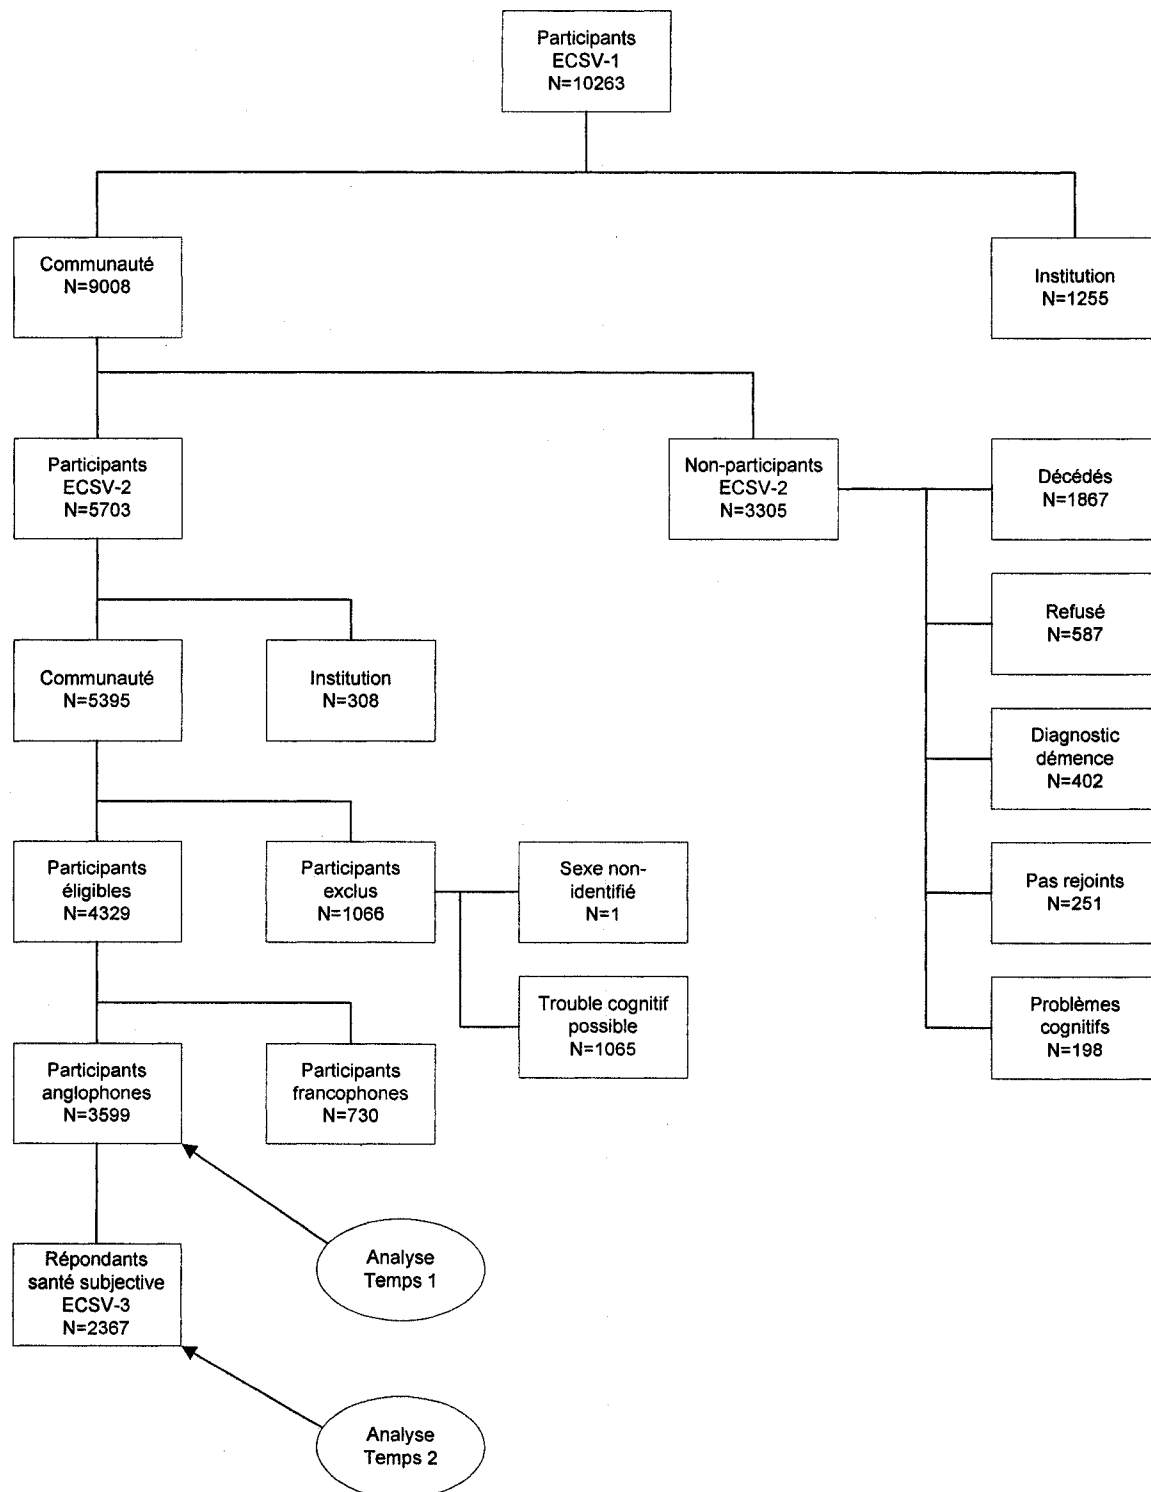 Participants
ECSV-1
N=10263
Communauté
N=9008
Institution
N=1255
Participants
ECSV-2
N=5703
Non-participants
ECSV-2
N=3305
Décédés
N=1867
Refusé
N=587
Communauté
N=5395
Institution
N=308
Diagnostic
démence
N=402
Participants
éligibles
N=4329
Participants
exclus
N=1066
Sexe non-
identifié
N=1
Pas rejoints
N=251
Trouble cognitif
possible
N=1065
Problèmes
cognitifs
N=198
Participants
anglophones
N=3599
Participants
francophones
N=730
Analyse
Temps 1
Répondants
santé subjective
ECSV-3
N=2367
Analyse
Temps 2